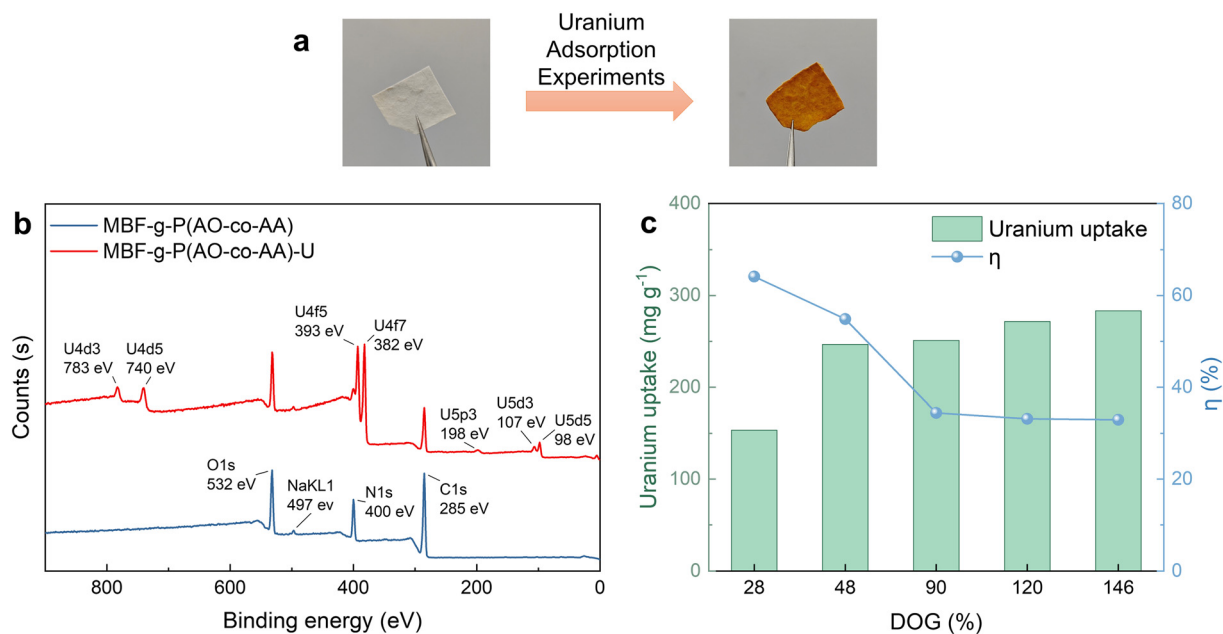 a
Uranium
Adsorption
Experiments
b
MBF-g-P(AO-co-AA)
MBF-g-P(AO-co-AA)-U
U4d3
783 eV
U4d5
740 eV
U4f5
393 eV
U4f7
382 eV
U5p3
198 eV
U5d3
107 eV
U5d5
98 eV
O1s
532 eV
NaKL1
497 ev
N1s
400 eV
C1s
285 eV
Counts (s)
800
600
400
200
0
Binding energy (eV)
c
Uranium uptake
η
400
300
200
100
0
Uranium uptake (mg g⁻¹)
80
60
40
20
0
η (%)
28
48
90
120
146
DOG (%)